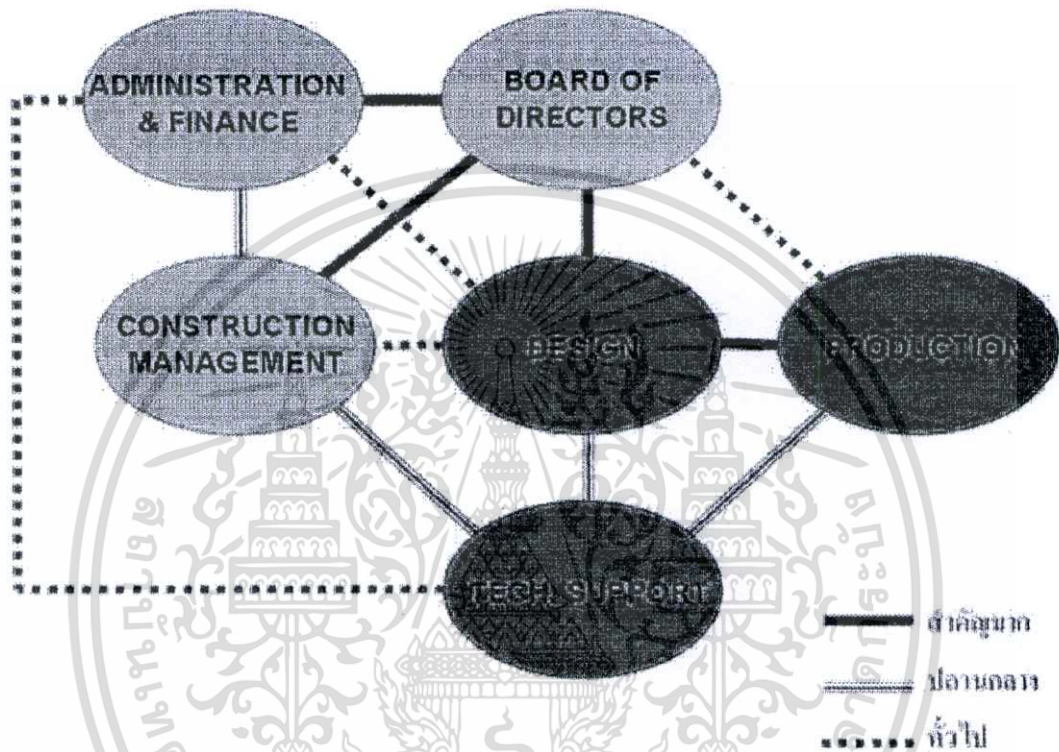 ADMINISTRATION
& FINANCE
BOARD OF
DIRECTORS
CONSTRUCTION
MANAGEMENT
DESIGN
PRODUCTION
TECH. SUPPORT
สำคัญมาก
ปลานกลาง
ทั่วไป